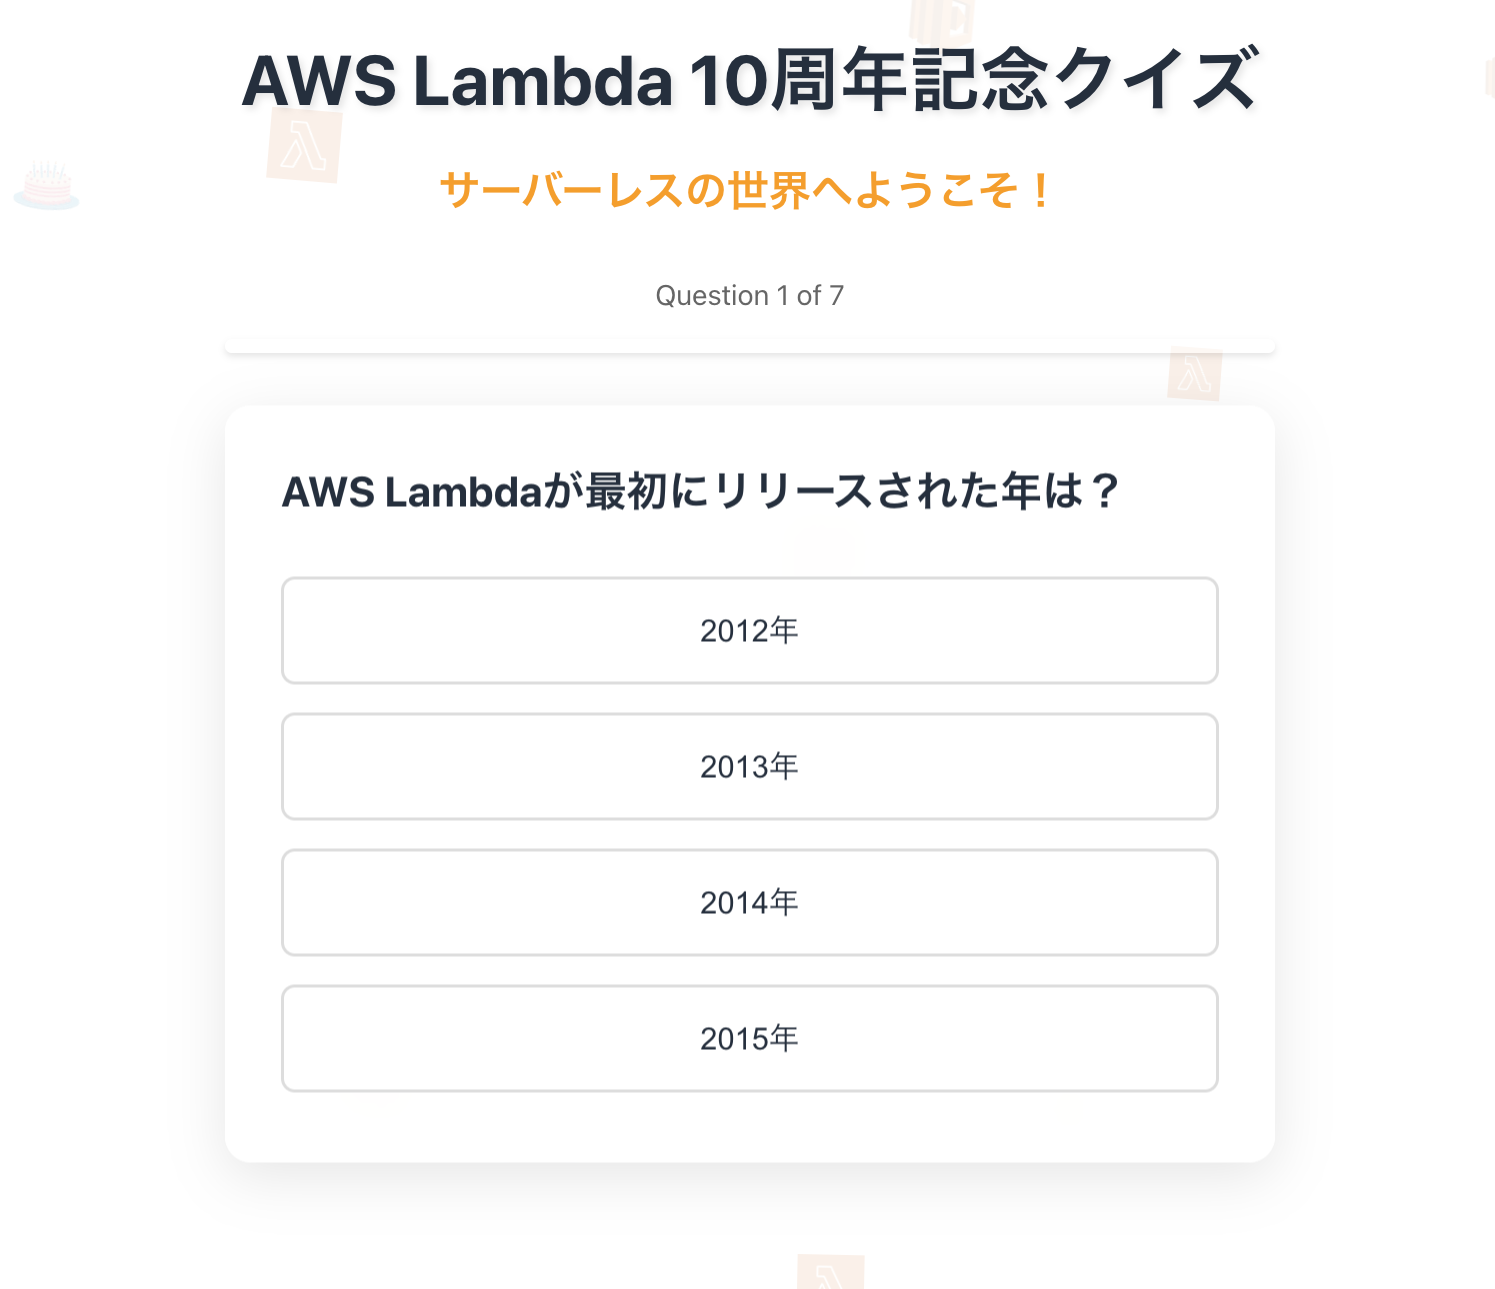 AWS Lambda 10周年記念クイズ
サーバーレスの世界へようこそ！
Question 1 of 7
AWS Lambdaが最初にリリースされた年は？
2012年
2013年
2014年
2015年